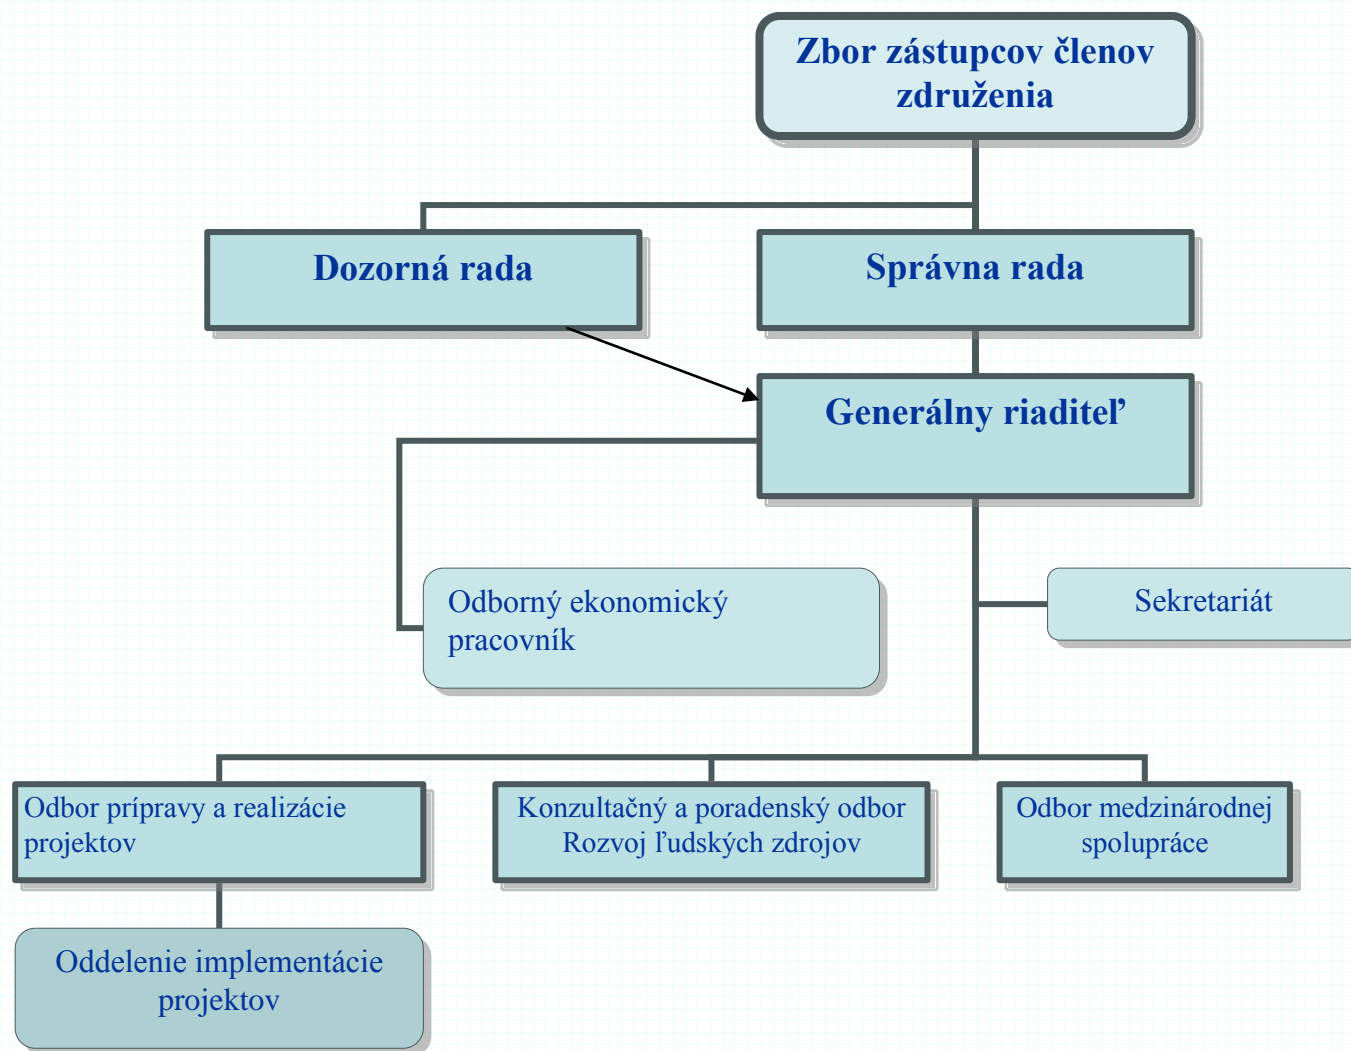 Zbor zástupcov členov
združenia
Dozorná rada
Správna rada
Generálny riaditeľ
Odborný ekonomický
pracovník
Sekretariát
Odbor prípravy a realizácie
projektov
Konzultačný a poradenský odbor
Rozvoj ľudských zdrojov
Odbor medzinárodnej
spolupráce
Oddelenie implementácie
projektov